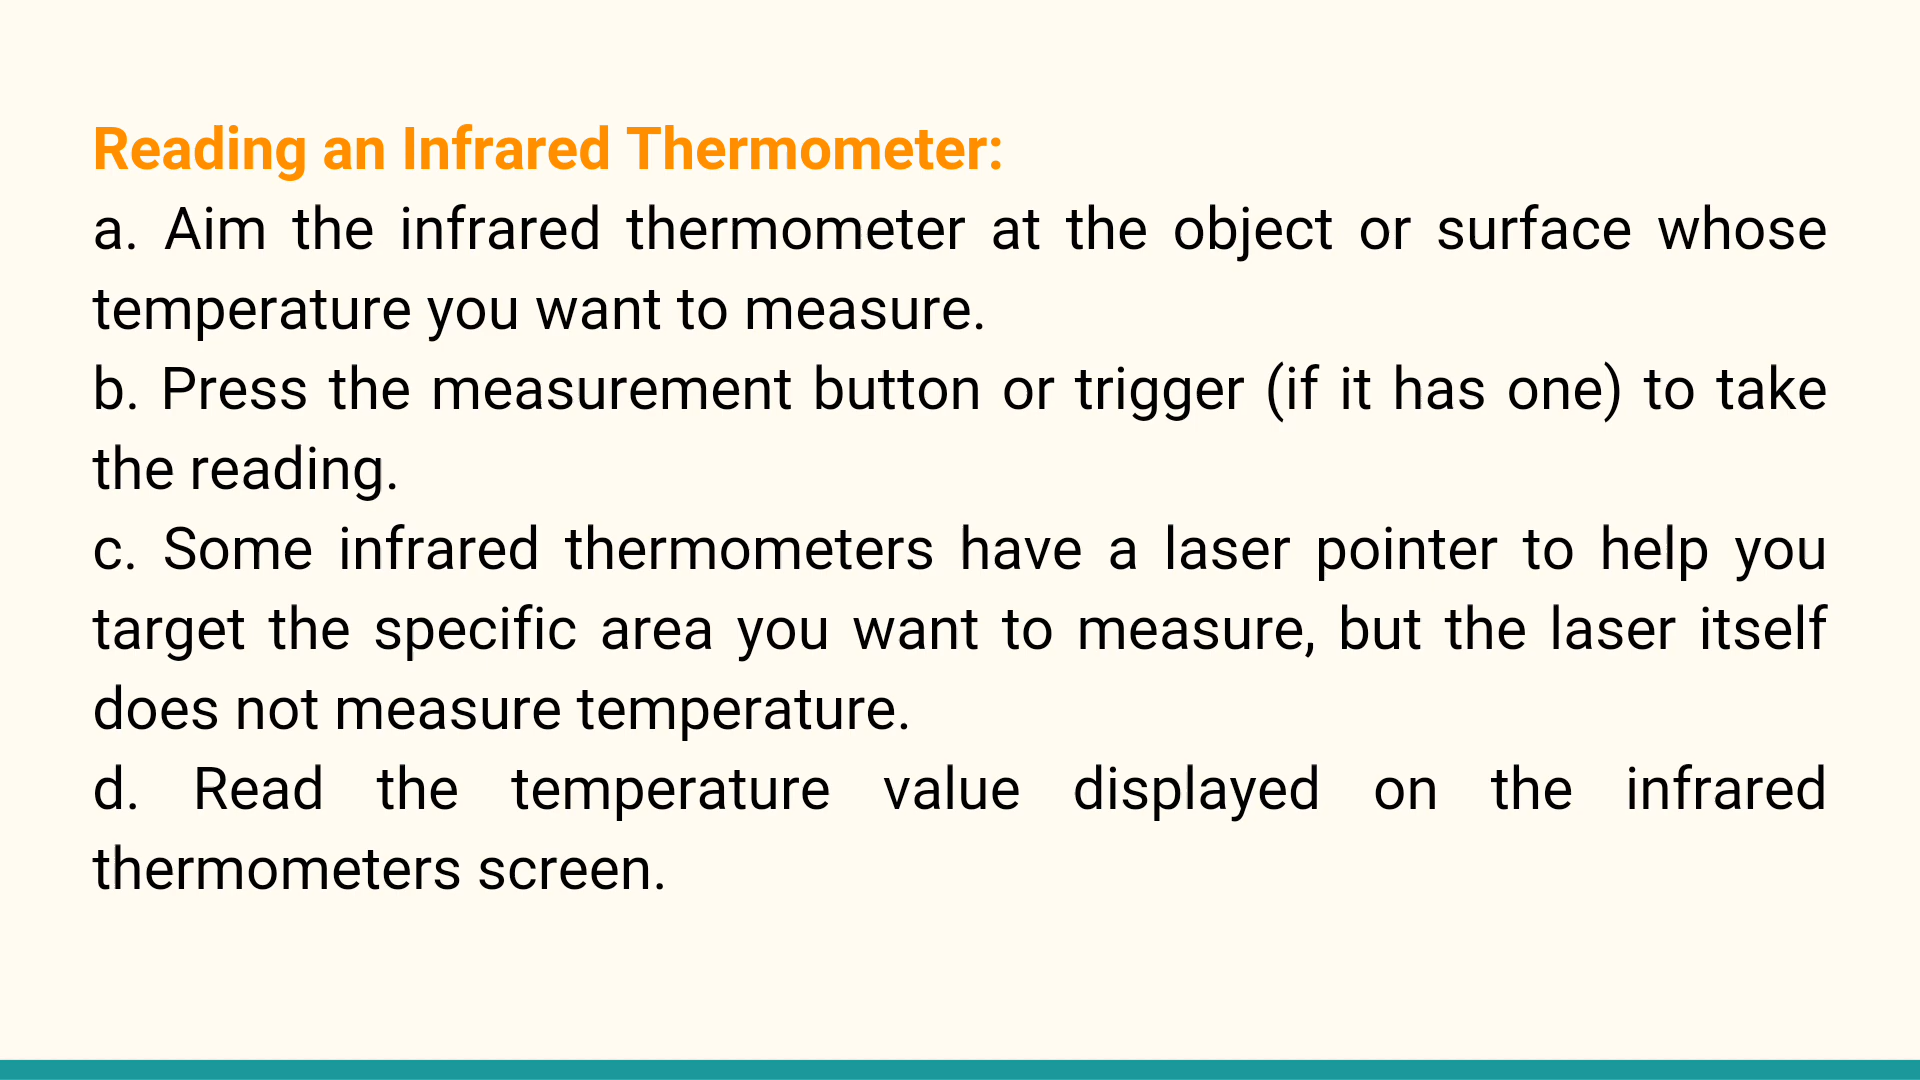 Reading an Infrared Thermometer:
a. Aim the infrared thermometer at the object or surface whose
temperature you want to measure.
b. Press the measurement button or trigger (if it has one) to take
the reading.
c. Some infrared thermometers have a laser pointer to help you
target the specific area you want to measure, but the laser itself
does not measure temperature.
d. Read the temperature value displayed on the infrared
thermometers screen.